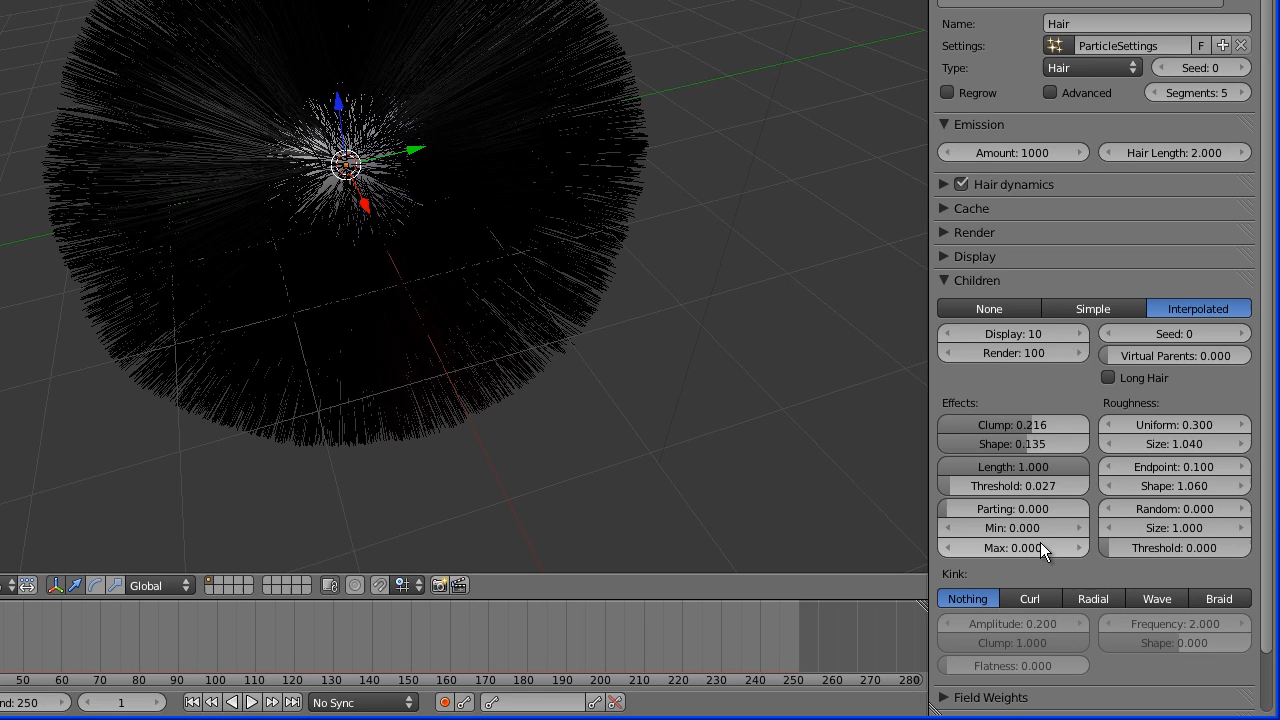 Name: Hair
Settings: ParticleSettings F
Type: Hair Seed: 0
Regrow Advanced Segments: 5
Emission
Amount: 1000 Hair Length: 2.000
Hair dynamics
Cache
Render
Display
Children
None Simple Interpolated
Display: 10 Seed: 0
Render: 100 Virtual Parents: 0.000
Long Hair
Effects: Roughness:
Clump: 0.216 Uniform: 0.300
Shape: 0.135 Size: 1.040
Length: 1.000 Endpoint: 0.100
Threshold: 0.027 Shape: 1.060
Parting: 0.000 Random: 0.000
Min: 0.000 Size: 1.000
Max: 0.000 Threshold: 0.000
Kink:
Nothing Curl Radial Wave Braid
Amplitude: 0.200 Frequency: 2.000
Clump: 1.000 Shape: 0.000
Flatness: 0.000
Field Weights
Global
50 60 70 80 90 100 110 120 130 140 150 160 170 180 190 200 210 220 230 240 250 260 270 280
nd: 250 1 No Sync